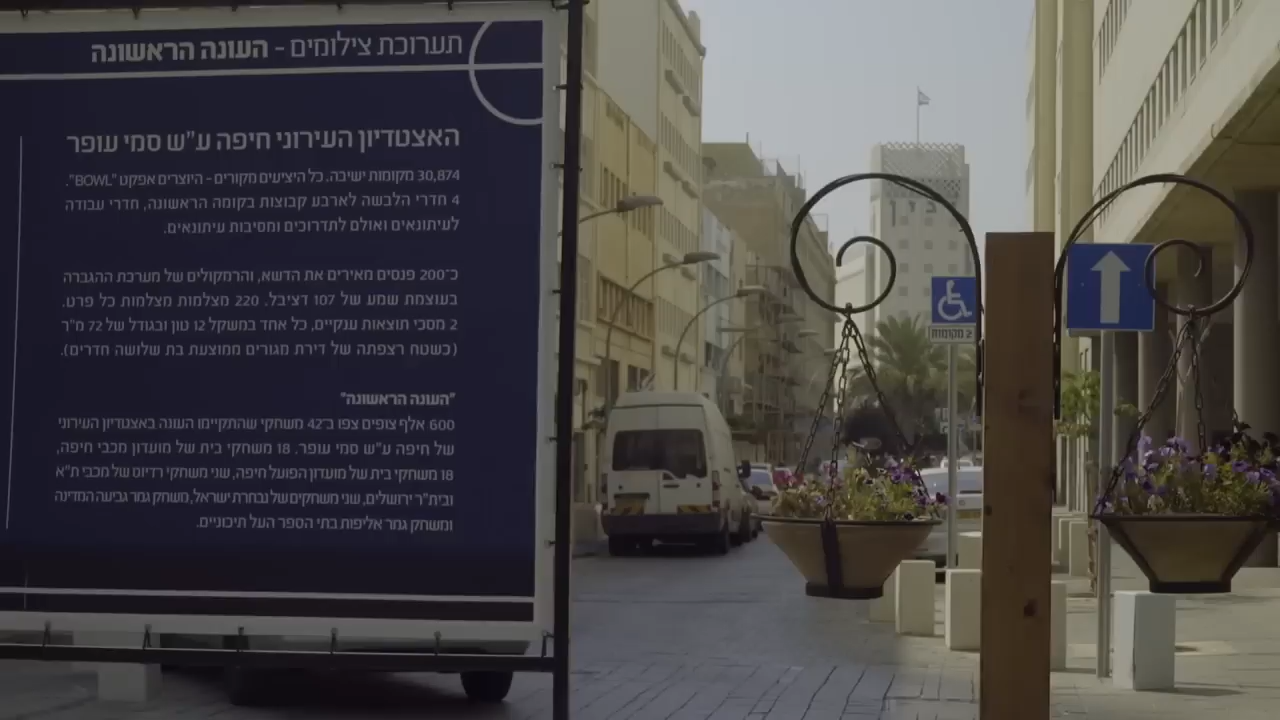 תערוכת צילומים - העונה הראשונה
האצטדיון העירוני חיפה ע"ש סמי עופר
30,874 מקומות ישיבה. כל היציעים מקורים - היוצרים אפקט "BOWL".
4 חדרי הלבשה לארבע קבוצות בקומה הראשונה, חדרי עבודה
לעיתונאים ואולם לתדרוכים ומסיבות עיתונאים.
כ־200 פנסים מאירים את הדשא, והרמקולים של מערכת ההגברה
בעוצמת שמע של 107 דציבל. 220 מצלמות מצלמות כל פרט.
2 מסכי תוצאות ענקיים, כל אחד במשקל 12 טון ובגודל של 72 מ"ר
(כשטח רצפתה של דירת מגורים ממוצעת בת שלושה חדרים).
"העונה הראשונה"
600 אלף צופים צפו ב־42 משחקי שהתקיימו העונה באצטדיון העירוני
של חיפה ע"ש סמי עופר. 18 משחקי בית של מועדון מכבי חיפה,
18 משחקי בית של מועדון הפועל חיפה, שני משחקי רדיוס של מכבי ת"א
ובית"ר ירושלים, שני משחקים של נבחרת ישראל, משחק גמר גביע המדינה
ומשחק גמר אליפות בתי הספר העל תיכוניים.
2 מקומות